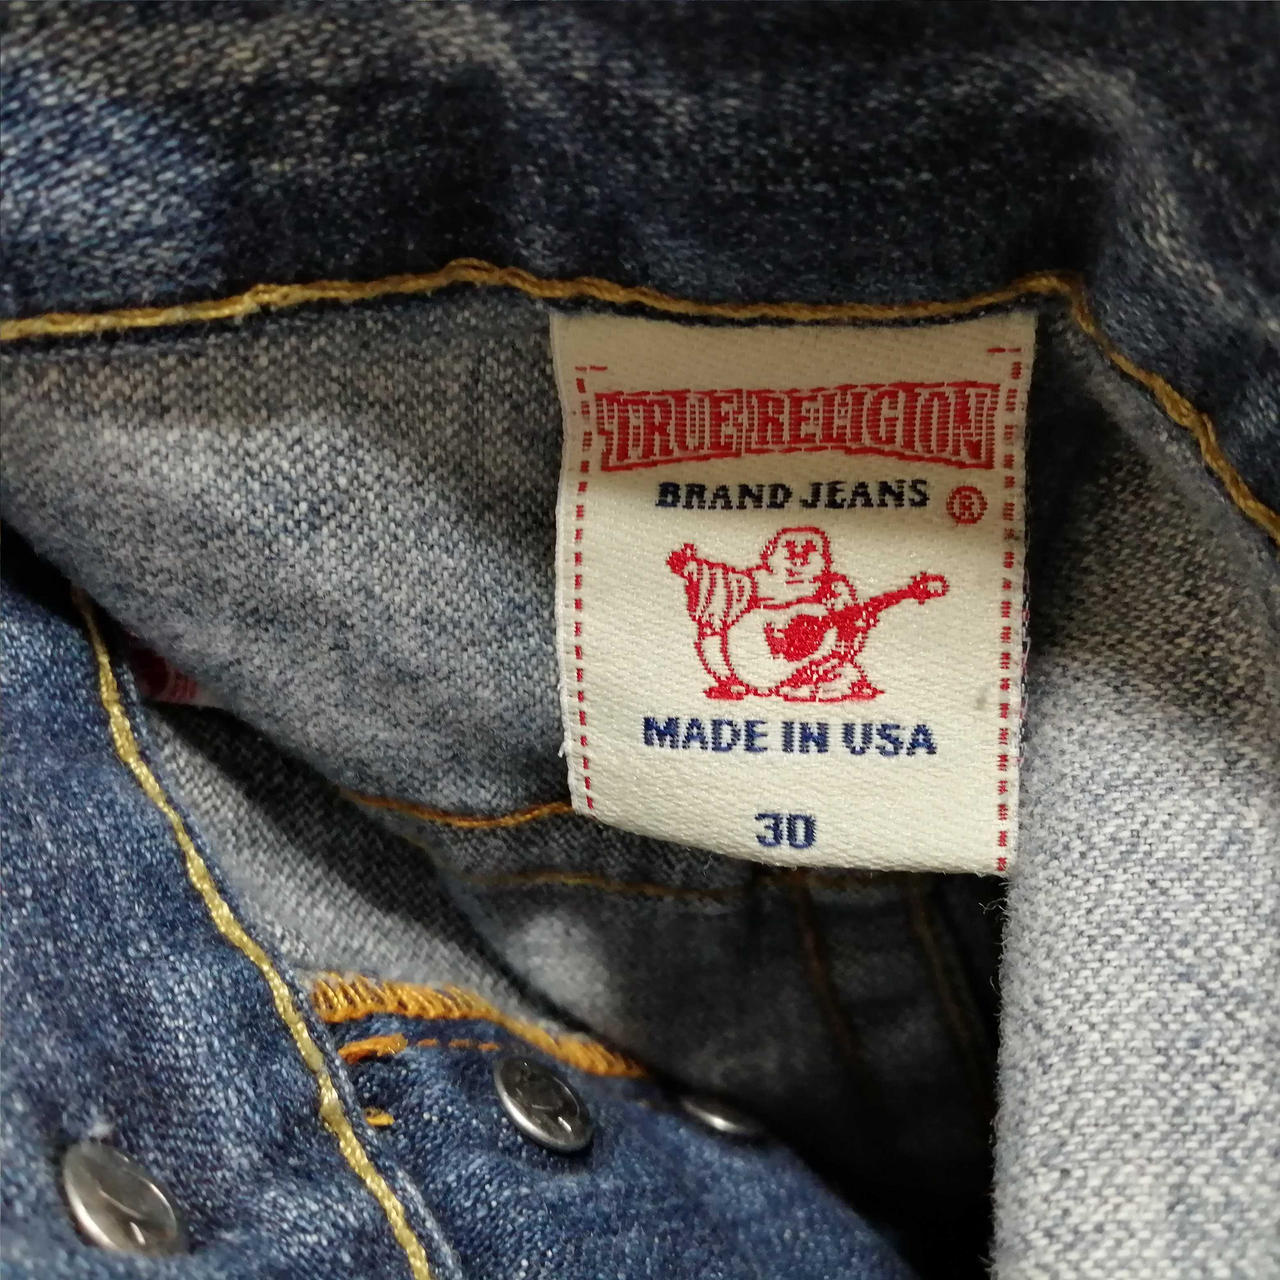 TRUE RELIGION
BRAND JEANS ®
MADE IN USA
30